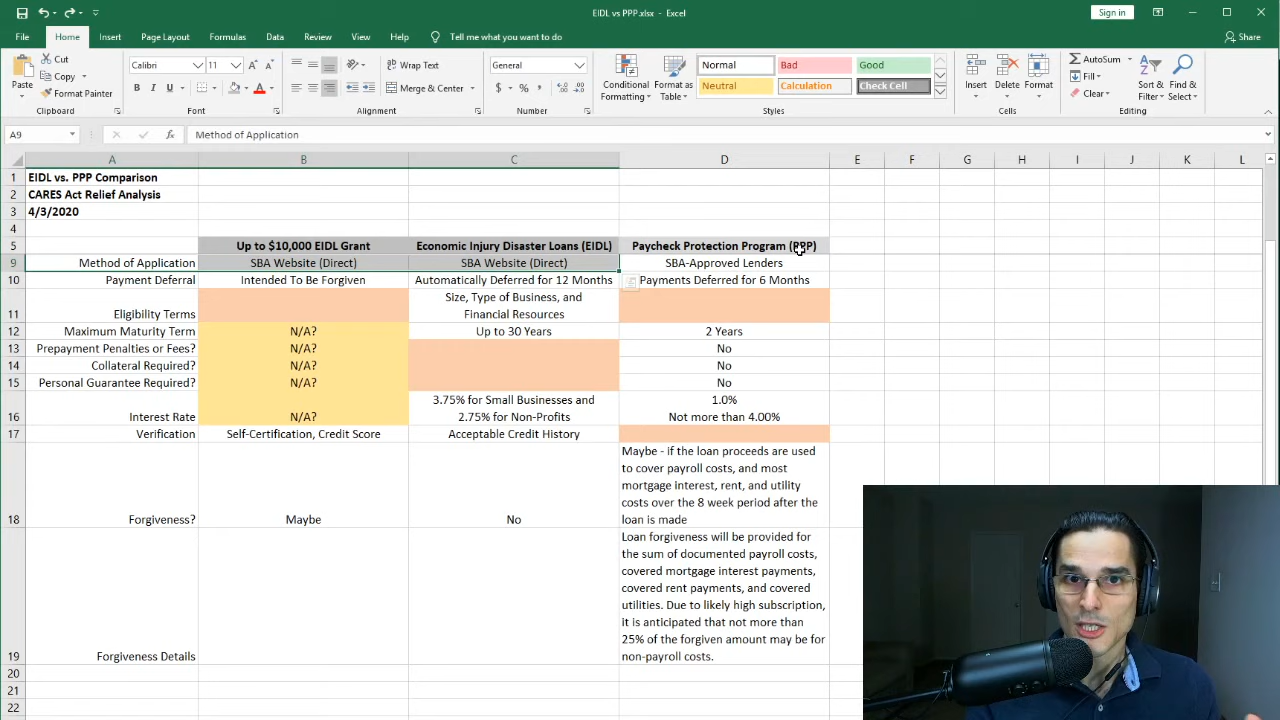 EIDL vs PPP.xlsx - Excel
Sign in
File Home Insert Page Layout Formulas Data Review View Help Tell me what you want to do Share
Paste
Cut
Copy
Format Painter
Clipboard
Calibri 11
B I U
Font
Wrap Text
Merge & Center
Alignment
General
$ % ,
Number
Conditional Formatting
Format as Table
Normal Bad Good
Neutral Calculation Check Cell
Styles
Insert Delete Format
Cells
AutoSum
Fill
Clear
Sort & Filter
Find & Select
Editing
A9 fx Method of Application
A B C D E F G H I J K L
1 EIDL vs. PPP Comparison
2 CARES Act Relief Analysis
3 4/3/2020
4
5 Up to $10,000 EIDL Grant Economic Injury Disaster Loans (EIDL) Paycheck Protection Program (PPP)
9 Method of Application SBA Website (Direct) SBA Website (Direct) SBA-Approved Lenders
10 Payment Deferral Intended To Be Forgiven Automatically Deferred for 12 Months Payments Deferred for 6 Months
Size, Type of Business, and
11 Eligibility Terms Financial Resources
12 Maximum Maturity Term N/A? Up to 30 Years 2 Years
13 Prepayment Penalties or Fees? N/A? No
14 Collateral Required? N/A? No
15 Personal Guarantee Required? N/A? No
3.75% for Small Businesses and 1.0%
16 Interest Rate N/A? 2.75% for Non-Profits Not more than 4.00%
17 Verification Self-Certification, Credit Score Acceptable Credit History
Maybe - if the loan proceeds are used
to cover payroll costs, and most
mortgage interest, rent, and utility
costs over the 8 week period after the
18 Forgiveness? Maybe No loan is made
Loan forgiveness will be provided for
the sum of documented payroll costs,
covered mortgage interest payments,
covered rent payments, and covered
utilities. Due to likely high subscription,
it is anticipated that not more than
25% of the forgiven amount may be for
19 Forgiveness Details non-payroll costs.
20
21
22